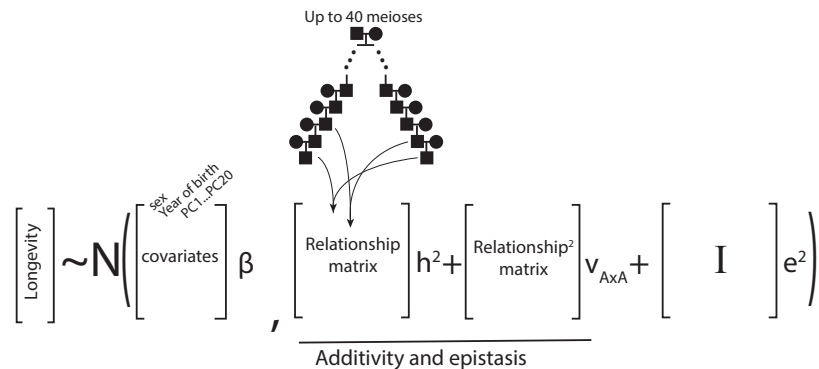 Up to 40 meioses
sex
Year of birth
PC1...PC20
Longevity
~N(
covariates
β
,
Relationship
matrix
h²+
Relationship²
matrix
v_AxA+
I
e²)
Additivity and epistasis